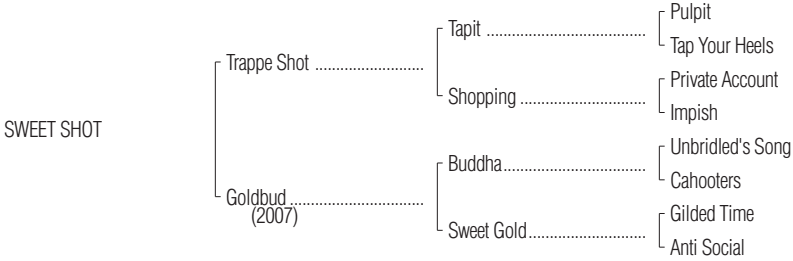 Pulpit
Tapit ........................................
Tap Your Heels
Trappe Shot ...........................
Private Account
Shopping ................................
Impish
SWEET SHOT
Unbridled's Song
Buddha....................................
Cahooters
Goldbud .................................
(2007)
Gilded Time
Sweet Gold.............................
Anti Social